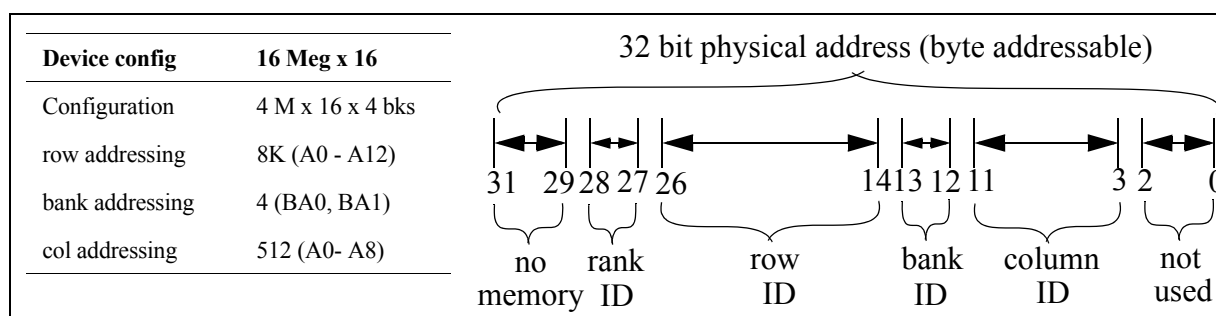 Device config 16 Meg x 16
Configuration 4 M x 16 x 4 bks
row addressing 8K (A0 - A12)
bank addressing 4 (BA0, BA1)
col addressing 512 (A0- A8)
32 bit physical address (byte addressable)
31 29 28 27 26 14 13 12 11 3 2 0
no rank row bank column not
memory ID ID ID ID used